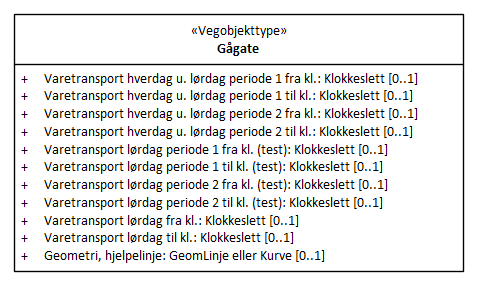 «Vegobjekttype»
Gågate
+ Varetransport hverdag u. lørdag periode 1 fra kl.: Klokkeslett [0..1]
+ Varetransport hverdag u. lørdag periode 1 til kl.: Klokkeslett [0..1]
+ Varetransport hverdag u. lørdag periode 2 fra kl.: Klokkeslett [0..1]
+ Varetransport hverdag u. lørdag periode 2 til kl.: Klokkeslett [0..1]
+ Varetransport lørdag periode 1 fra kl. (test): Klokkeslett [0..1]
+ Varetransport lørdag periode 1 til kl. (test): Klokkeslett [0..1]
+ Varetransport lørdag periode 2 fra kl. (test): Klokkeslett [0..1]
+ Varetransport lørdag periode 2 til kl. (test): Klokkeslett [0..1]
+ Varetransport lørdag fra kl.: Klokkeslett [0..1]
+ Varetransport lørdag til kl.: Klokkeslett [0..1]
+ Geometri, hjelpelinje: GeomLinje eller Kurve [0..1]